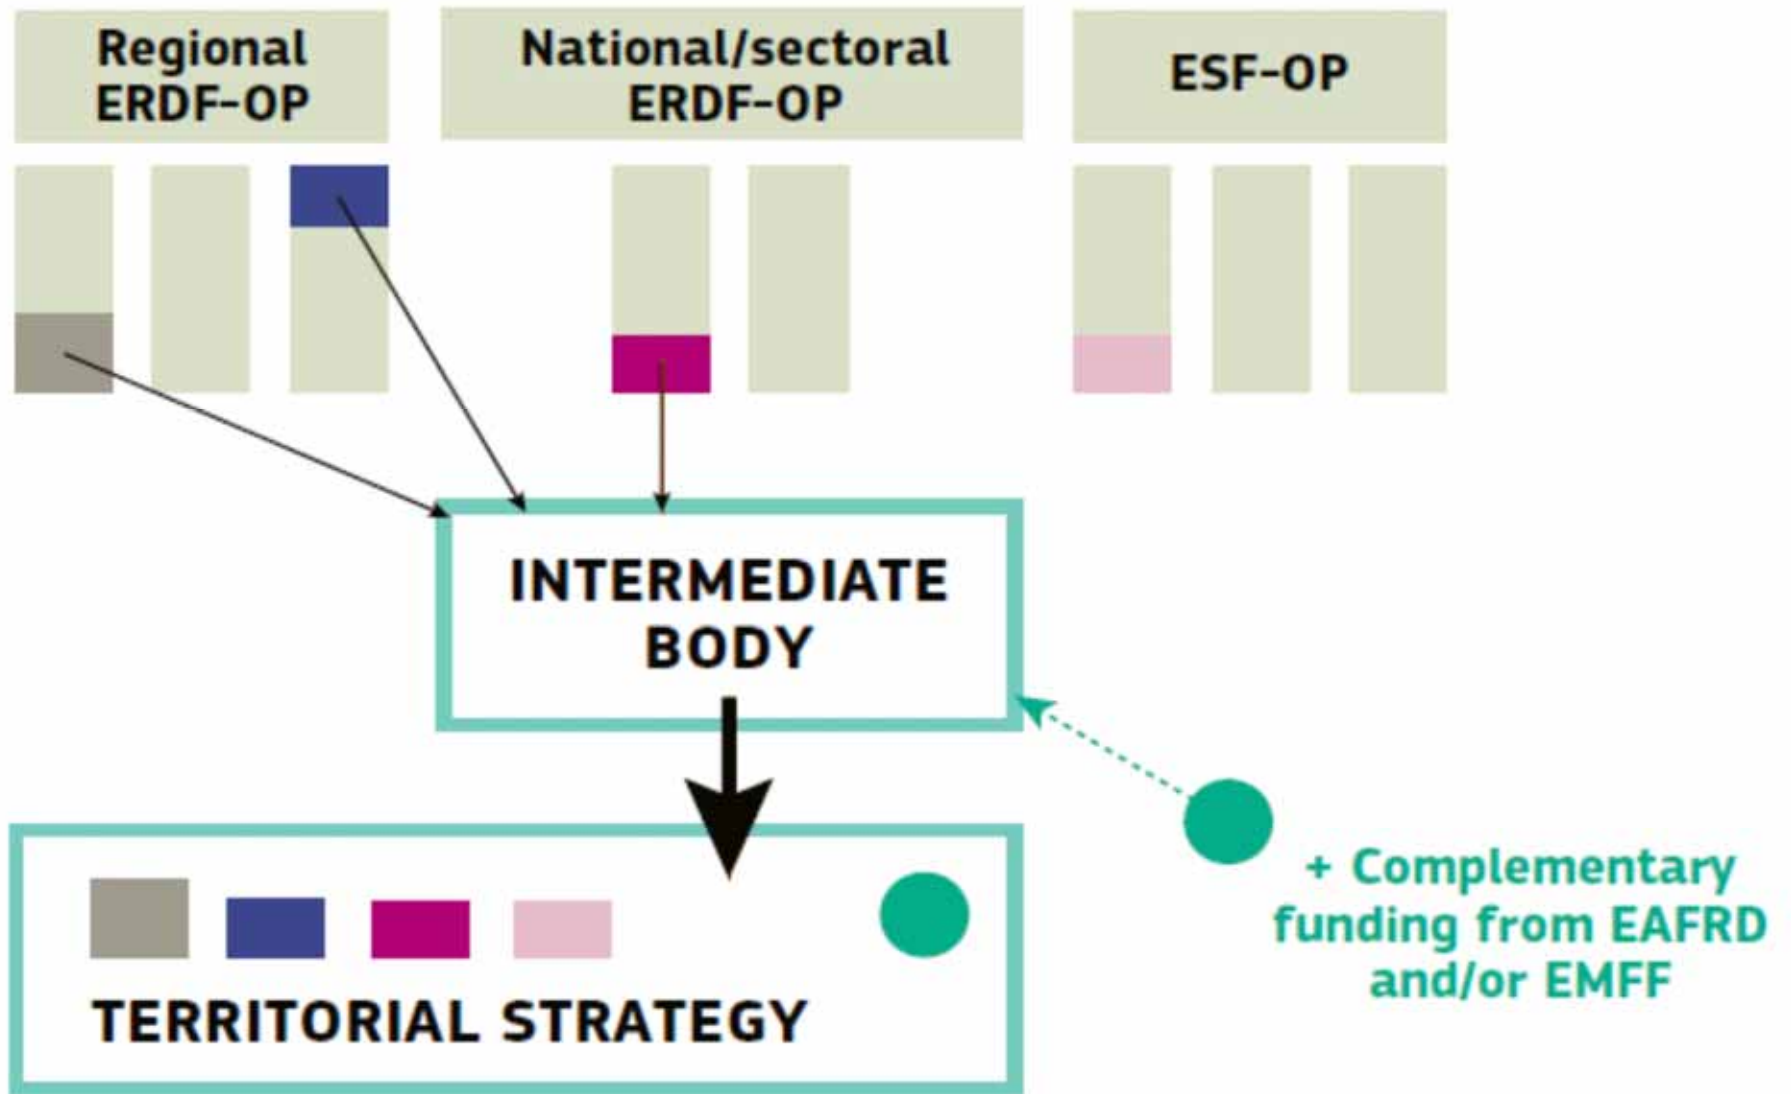 Regional
ERDF-OP
National/sectoral
ERDF-OP
ESF-OP
INTERMEDIATE
BODY
+ Complementary
funding from EAFRD
and/or EMFF
TERRITORIAL STRATEGY